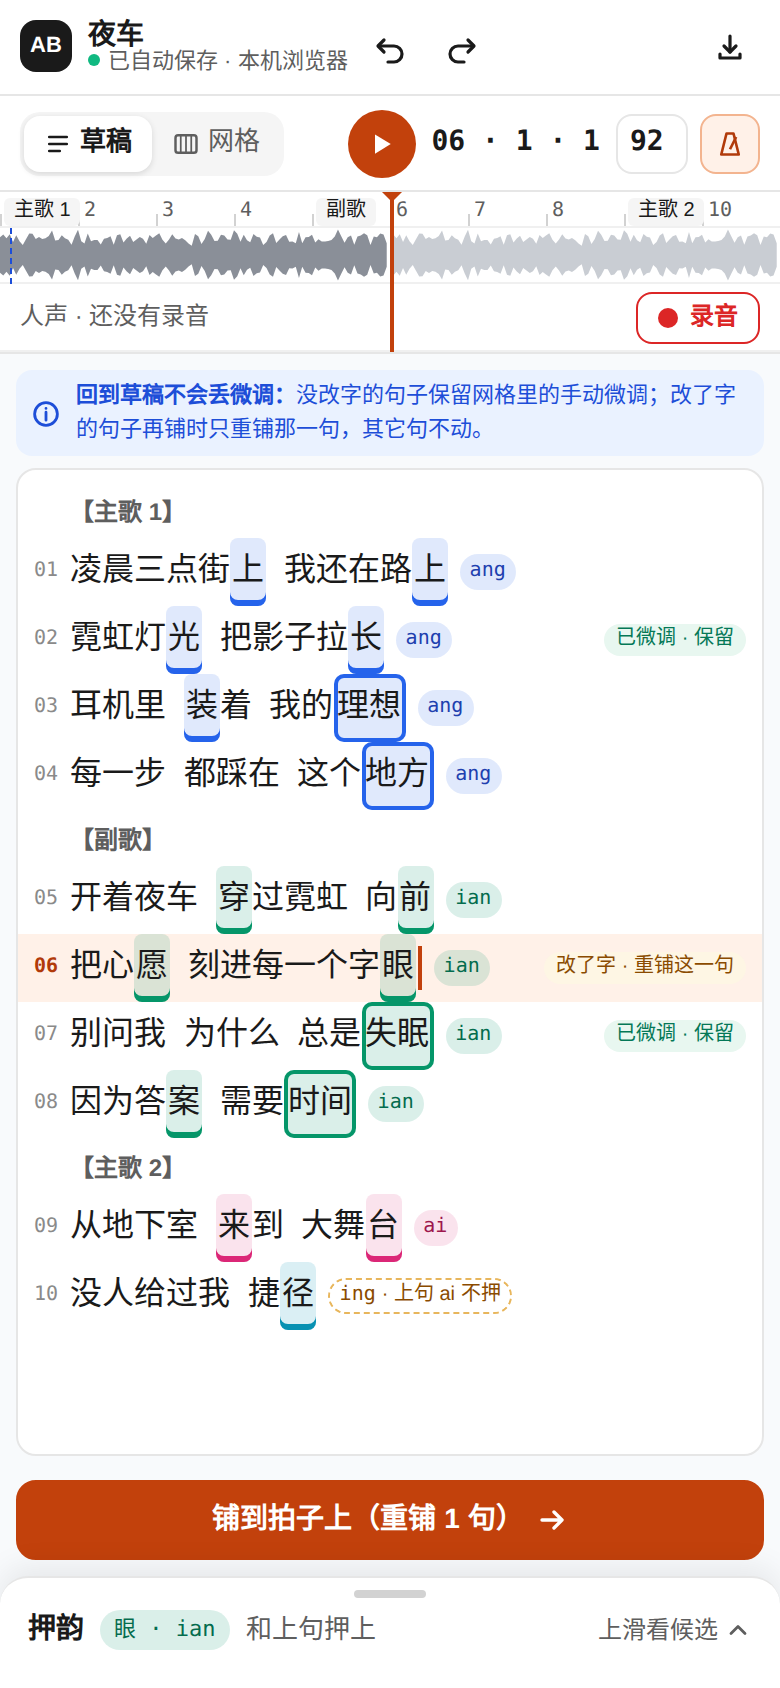 AB 夜车
已自动保存 · 本机浏览器
草稿 网格 06 · 1 · 1 92
主歌 1 2 3 4 副歌 6 7 8 主歌 2 10
人声 · 还没有录音 录音
回到草稿不会丢微调：没改字的句子保留网格里的手动微调；改了字
的句子再铺时只重铺那一句，其它句不动。
【主歌 1】
01 凌晨三点街上 我还在路上 ang
02 霓虹灯光 把影子拉长 ang 已微调 · 保留
03 耳机里 装着 我的理想 ang
04 每一步 都踩在 这个地方 ang
【副歌】
05 开着夜车 穿过霓虹 向前 ian
06 把心愿 刻进每一个字眼 ian 改了字 · 重铺这一句
07 别问我 为什么 总是失眠 ian 已微调 · 保留
08 因为答案 需要时间 ian
【主歌 2】
09 从地下室 来到 大舞台 ai
10 没人给过我 捷径 ing · 上句 ai 不押
铺到拍子上（重铺 1 句） →
押韵 眼 · ian 和上句押上 上滑看候选